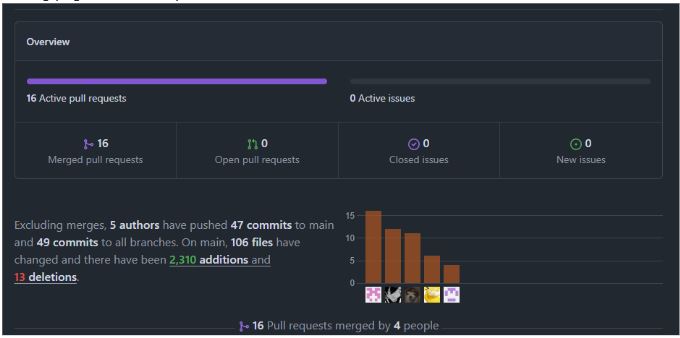 Overview
16 Active pull requests
0 Active issues
16
Merged pull requests
0
Open pull requests
0
Closed issues
0
New issues
Excluding merges, 5 authors have pushed 47 commits to main
and 49 commits to all branches. On main, 106 files have
changed and there have been 2,310 additions and
13 deletions.
15
10
5
0
16 Pull requests merged by 4 people